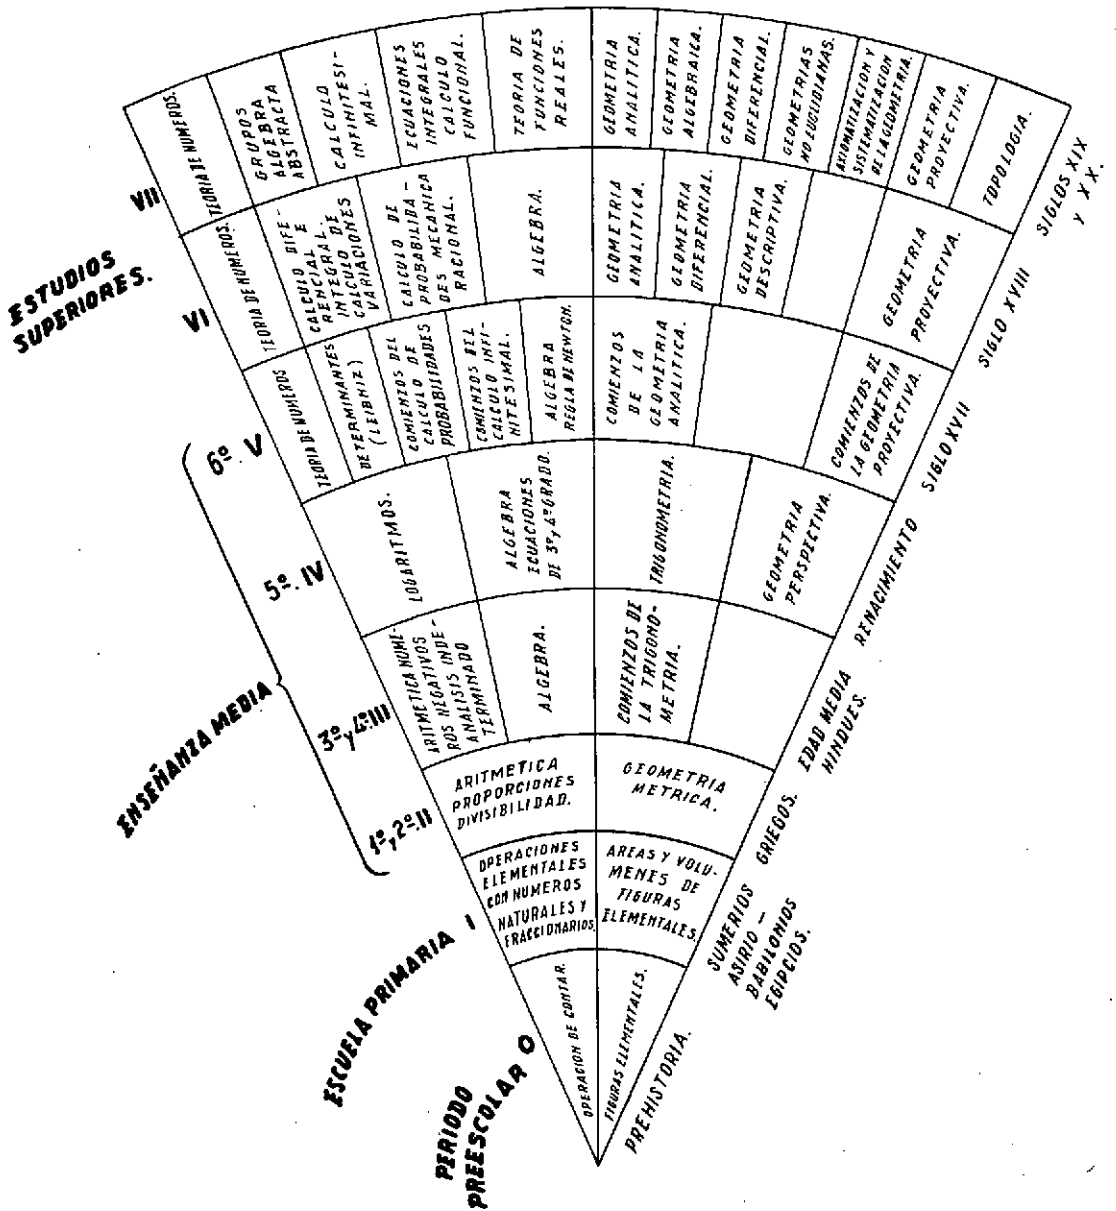 TEORIA DE NUMEROS.
GRUPOS
ALGEBRA
ABSTRACTA
CALCULO
INFINITESI-
MAL.
ECUACIONES
INTEGRALES
CALCULO
FUNCIONAL.
TEORIA DE
FUNCIONES
REALES.
GEOMETRIA
ANALITICA.
GEOMETRIA
ALGEBRAICA.
GEOMETRIA
DIFERENCIAL.
GEOMETRIAS
NO EUGLIDIANAS.
AXIOMATIZACION Y
SISTEMATIZACION
DE LA GEOMETRIA.
GEOMETRIA
PROYECTIVA.
TOPOLOGIA.
SIGLOS XIX
Y XX.
VII
TEORIA DE NUMEROS.
CALCULO DIFE-
RENCIAL E
INTEGRAL.
CALCULO DE
VARIACIONES
CALCULO DE
PROBABILIDA-
DES MECANICA
RACIONAL.
ALGEBRA.
GEOMETRIA
ANALITICA.
GEOMETRIA
DIFERENCIAL.
GEOMETRIA
DESCRIPTIVA.
GEOMETRIA
PROYECTIVA.
SIGLO XVIII
ESTUDIOS
SUPERIORES.
VI
TEORIA DE NUMEROS
DETERMINANTES
(LEIBNIZ)
COMIENZOS DEL
CALCULO DE
PROBABILIDADES
COMIENZOS DEL
CALCULO INFI-
NITESIMAL.
ALGEBRA
REGLA DE NEWTON.
COMIENZOS
DE LA
GEOMETRIA
ANALITICA.
COMIENZOS DE
LA GEOMETRIA
PROYECTIVA.
SIGLO XVII
6º. V
LOGARITMOS.
ALGEBRA
ECUACIONES
DE 3º y 4º GRADO.
TRIGONOMETRIA.
GEOMETRIA
PERSPECTIVA.
RENACIMIENTO
5º. IV
ARITMETICA NUME-
ROS NEGATIVOS
ANALISIS INDE-
TERMINADO
ALGEBRA.
COMIENZOS DE
LA TRIGONO-
METRIA.
EDAD MEDIA
HINDUES.
ENSEÑANZA MEDIA
3º y 4º. III
ARITMETICA
PROPORCIONES
DIVISIBILIDAD.
GEOMETRIA
METRICA.
GRIEGOS.
1º y 2º. II
OPERACIONES
ELEMENTALES
CON NUMEROS
NATURALES Y
FRACCIONARIOS.
AREAS Y VOLU-
MENES DE
FIGURAS
ELEMENTALES.
SUMERIOS
ASIRIO -
BABILONIOS
EGIPCIOS.
ESCUELA PRIMARIA I
OPERACION DE CONTAR.
FIGURAS ELEMENTALES.
PREHISTORIA.
PERIODO
PREESCOLAR O